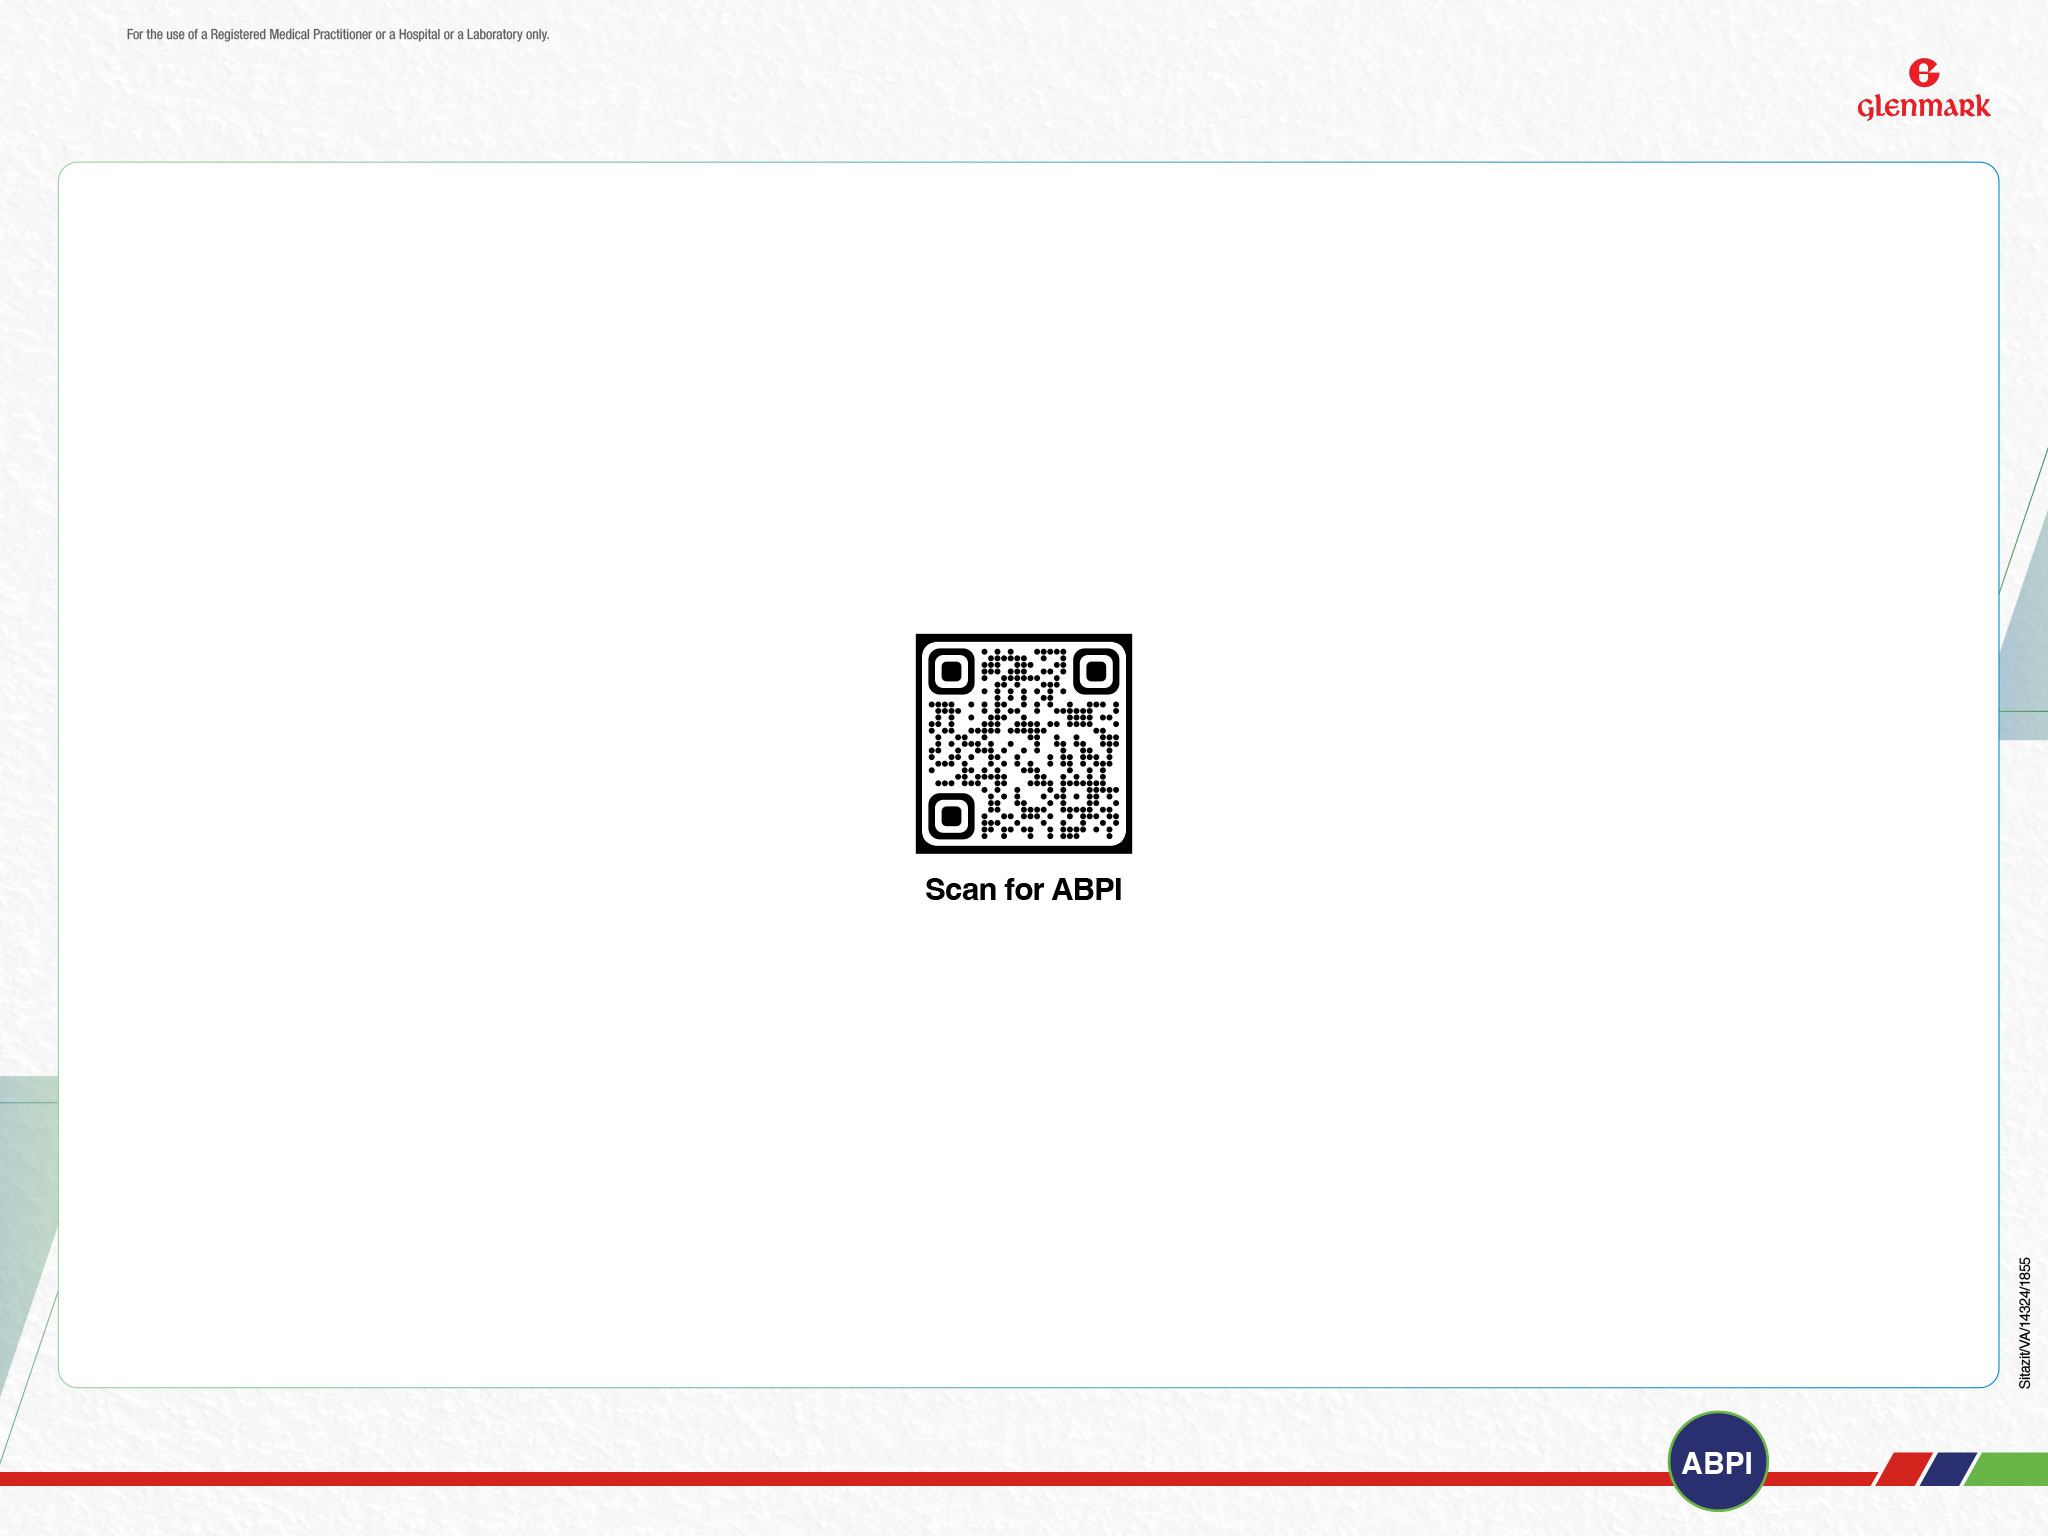 For the use of a Registered Medical Practitioner or a Hospital or a Laboratory only.
glenmark
Scan for ABPI
Sitazit/VA/14324/1855
ABPI